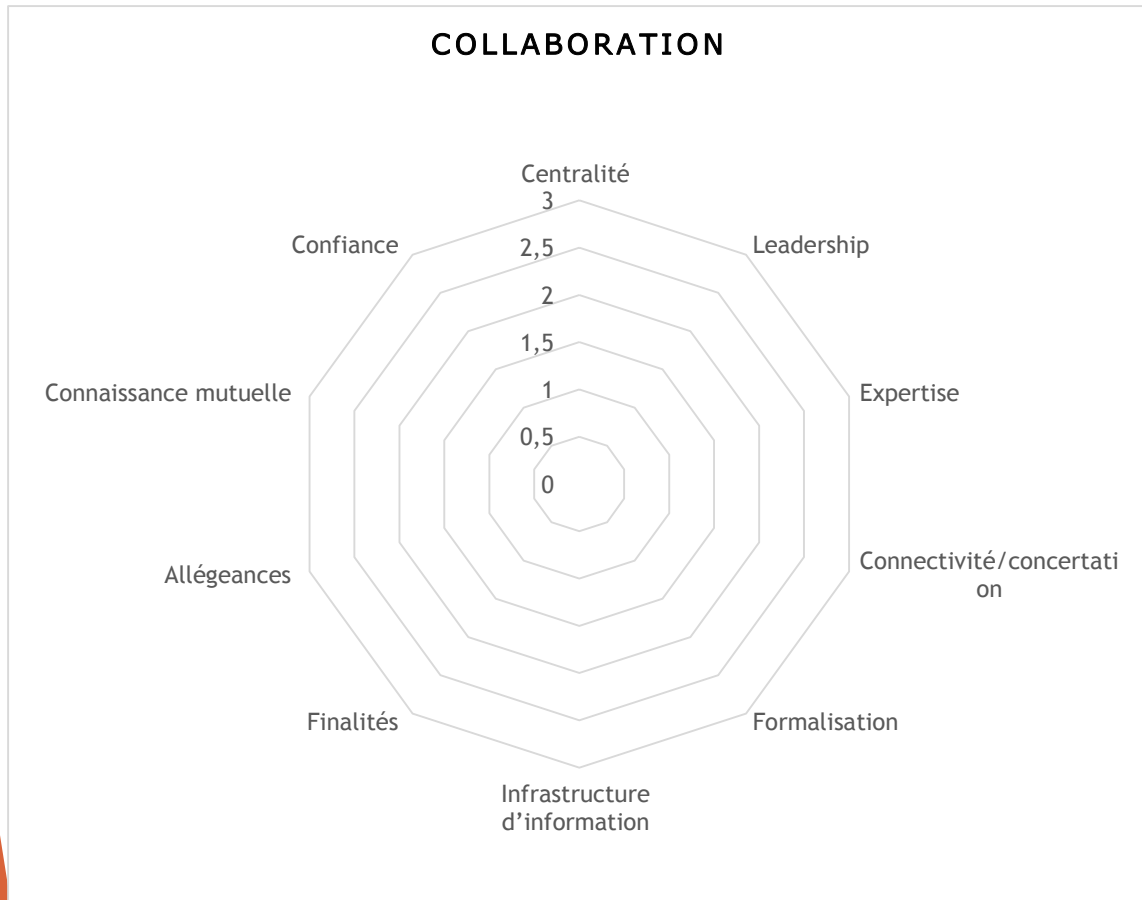 COLLABORATION
Centralité
3
Confiance
Leadership
2,5
2
1,5
Connaissance mutuelle
1
Expertise
0,5
0
Allégeances
Connectivité/concertati
on
Finalités
Formalisation
Infrastructure
d’information